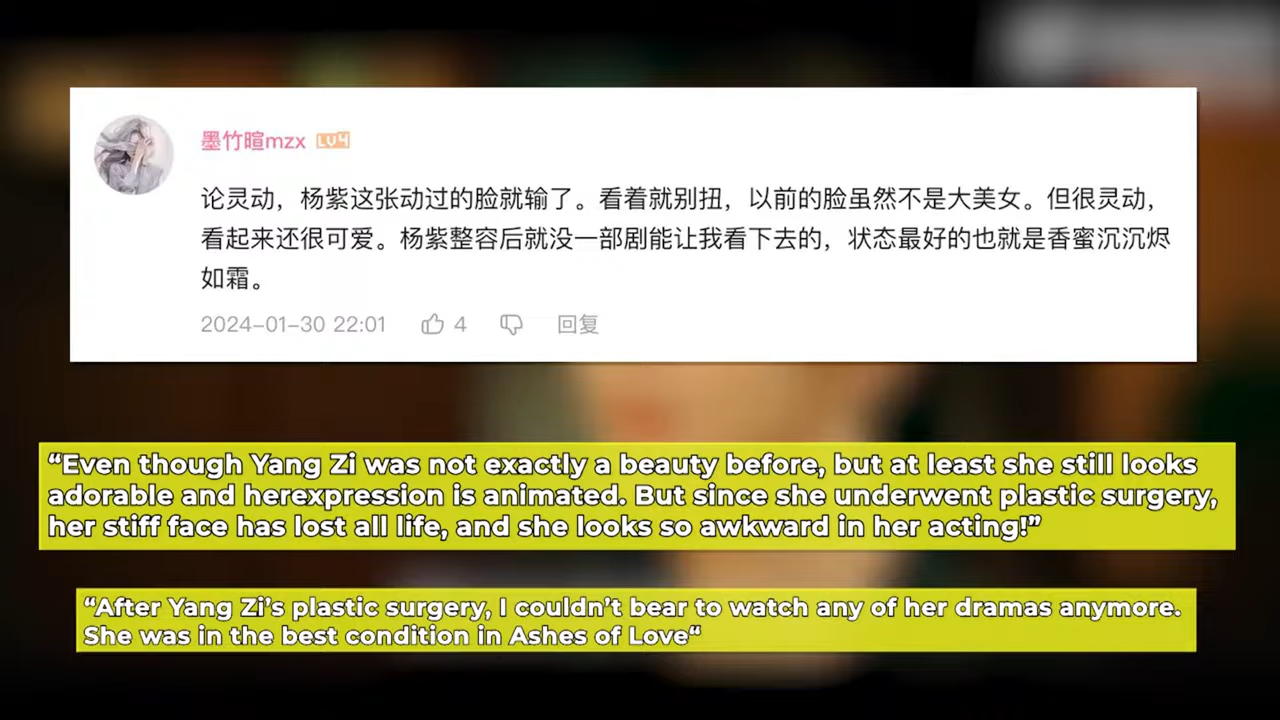 墨竹暄mzx LV4
论灵动，杨紫这张动过的脸就输了。看着就别扭，以前的脸虽然不是大美女。但很灵动，
看起来还很可爱。杨紫整容后就没一部剧能让我看下去的，状态最好的也就是香蜜沉沉烬
如霜。
2024-01-30 22:01 4 回复
“Even though Yang Zi was not exactly a beauty before, but at least she still looks
adorable and herexpression is animated. But since she underwent plastic surgery,
her stiff face has lost all life, and she looks so awkward in her acting!”
“After Yang Zi’s plastic surgery, I couldn’t bear to watch any of her dramas anymore.
She was in the best condition in Ashes of Love“